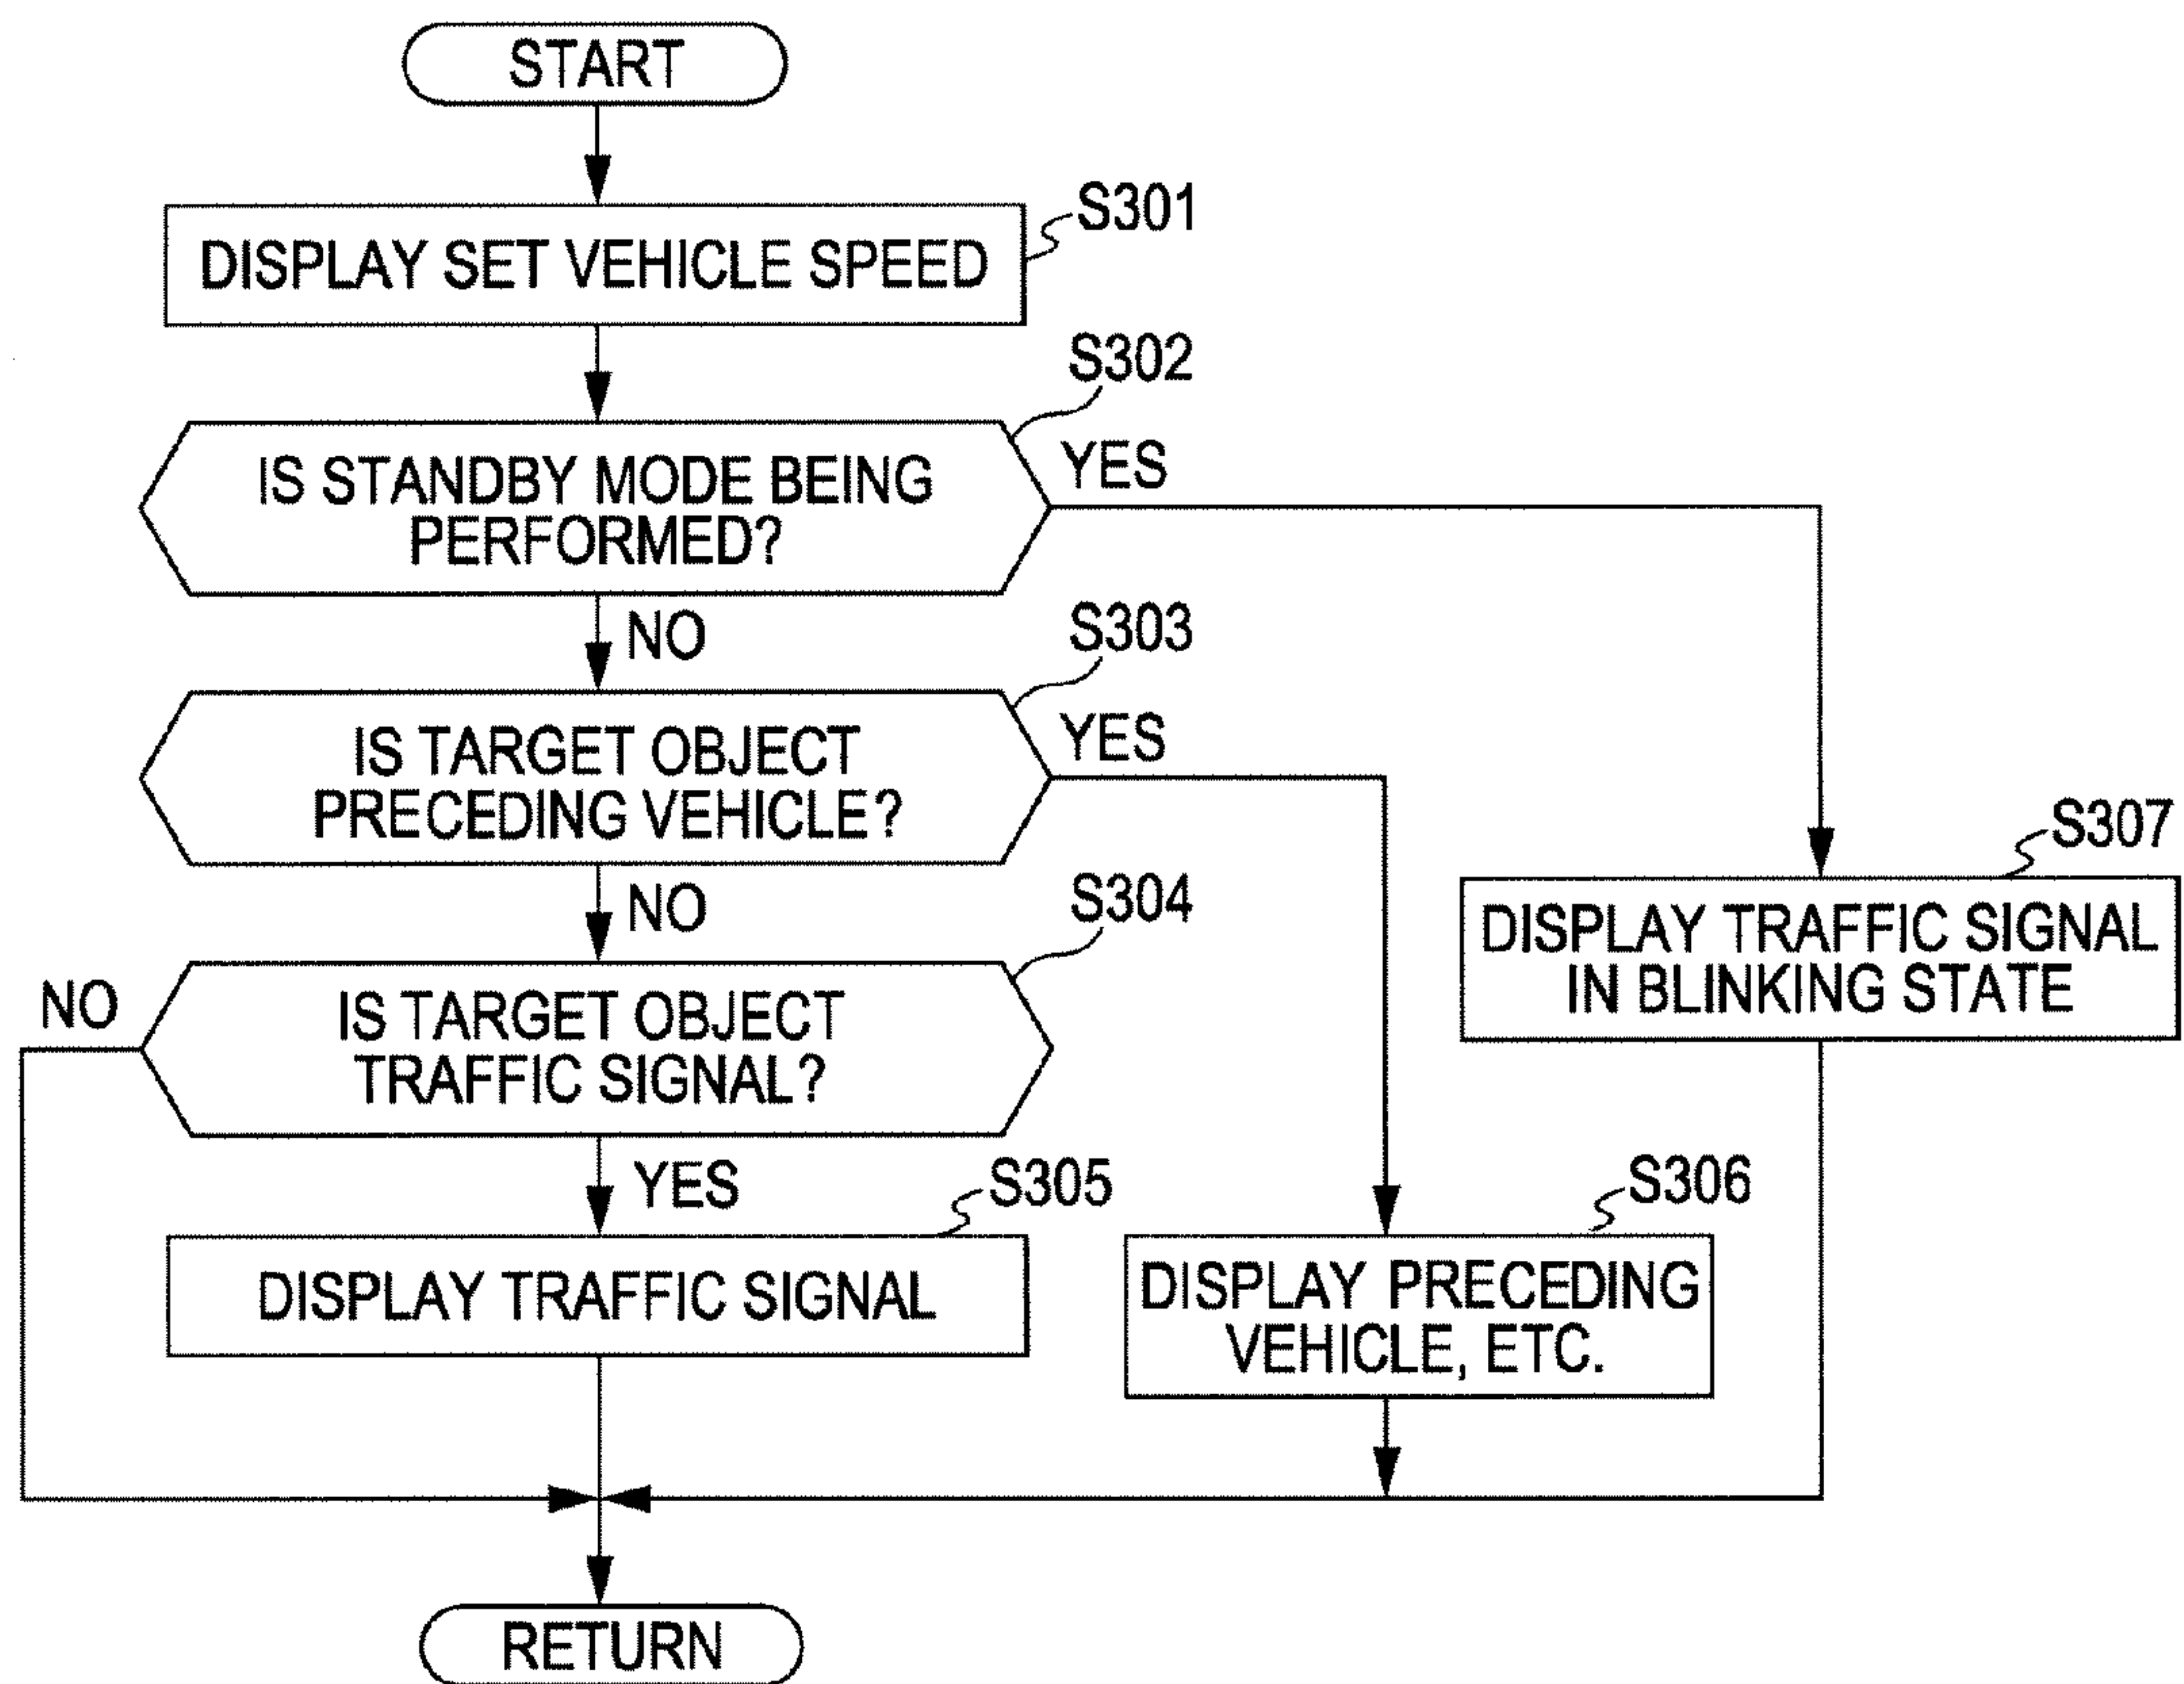 START
S301
DISPLAY SET VEHICLE SPEED
S302
IS STANDBY MODE BEING
PERFORMED?
YES
NO
S303
IS TARGET OBJECT
PRECEDING VEHICLE?
YES
NO
S304
IS TARGET OBJECT
TRAFFIC SIGNAL?
NO
YES
S307
DISPLAY TRAFFIC SIGNAL
IN BLINKING STATE
S305
DISPLAY TRAFFIC SIGNAL
S306
DISPLAY PRECEDING
VEHICLE, ETC.
RETURN